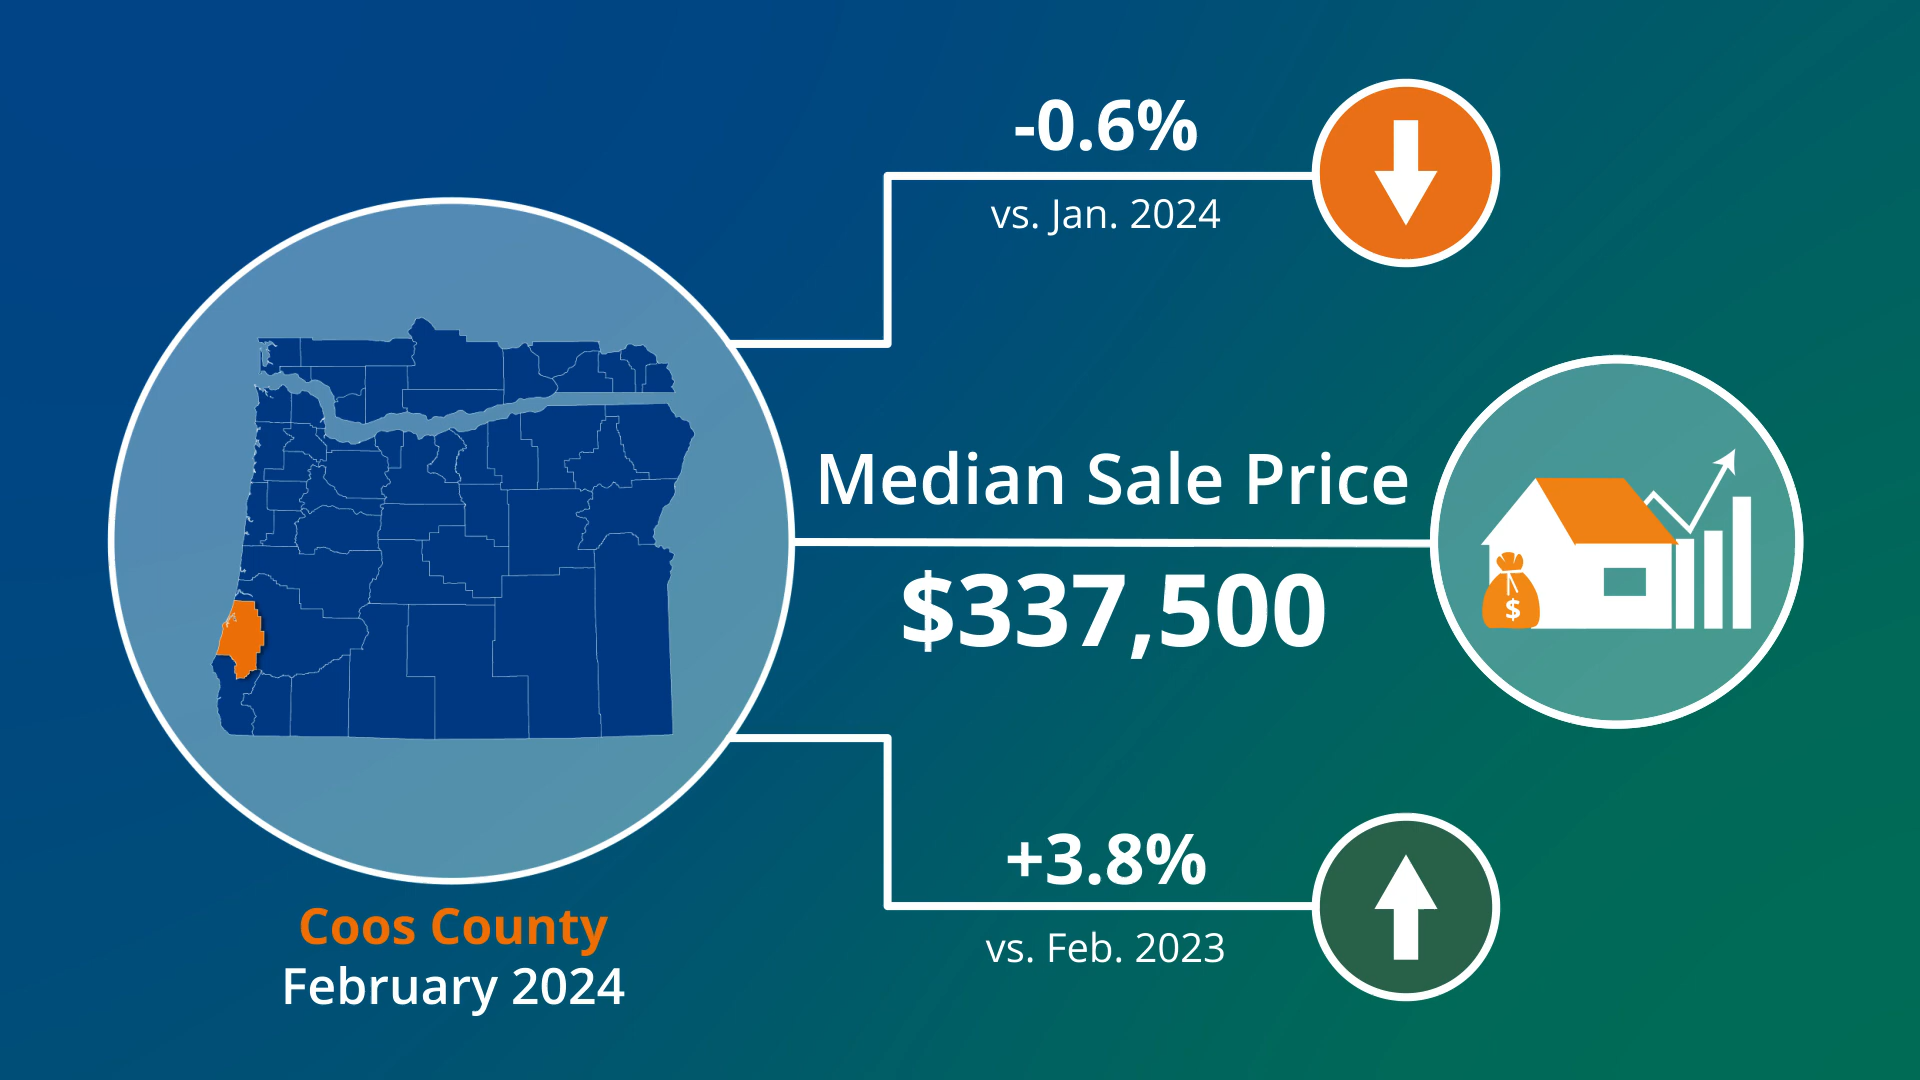 -0.6%
vs. Jan. 2024
Median Sale Price
$337,500
$
+3.8%
vs. Feb. 2023
Coos County
February 2024